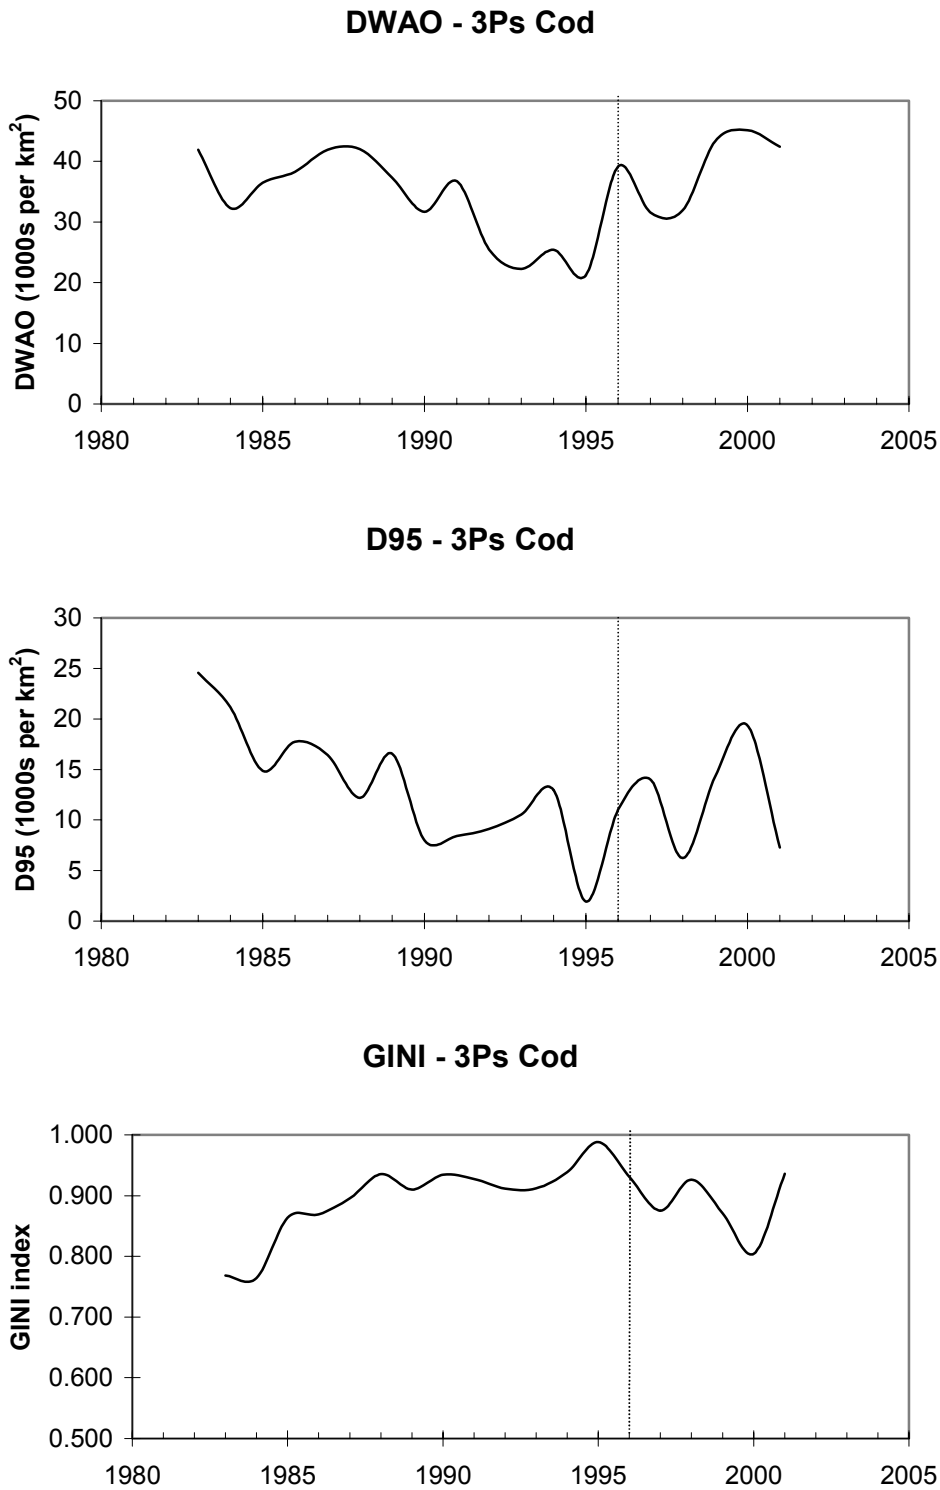 DWAO - 3Ps Cod
DWAO (1000s per km²)
50
40
30
20
10
0
1980 1985 1990 1995 2000 2005
D95 - 3Ps Cod
D95 (1000s per km²)
30
25
20
15
10
5
0
1980 1985 1990 1995 2000 2005
GINI - 3Ps Cod
GINI index
1.000
0.900
0.800
0.700
0.600
0.500
1980 1985 1990 1995 2000 2005